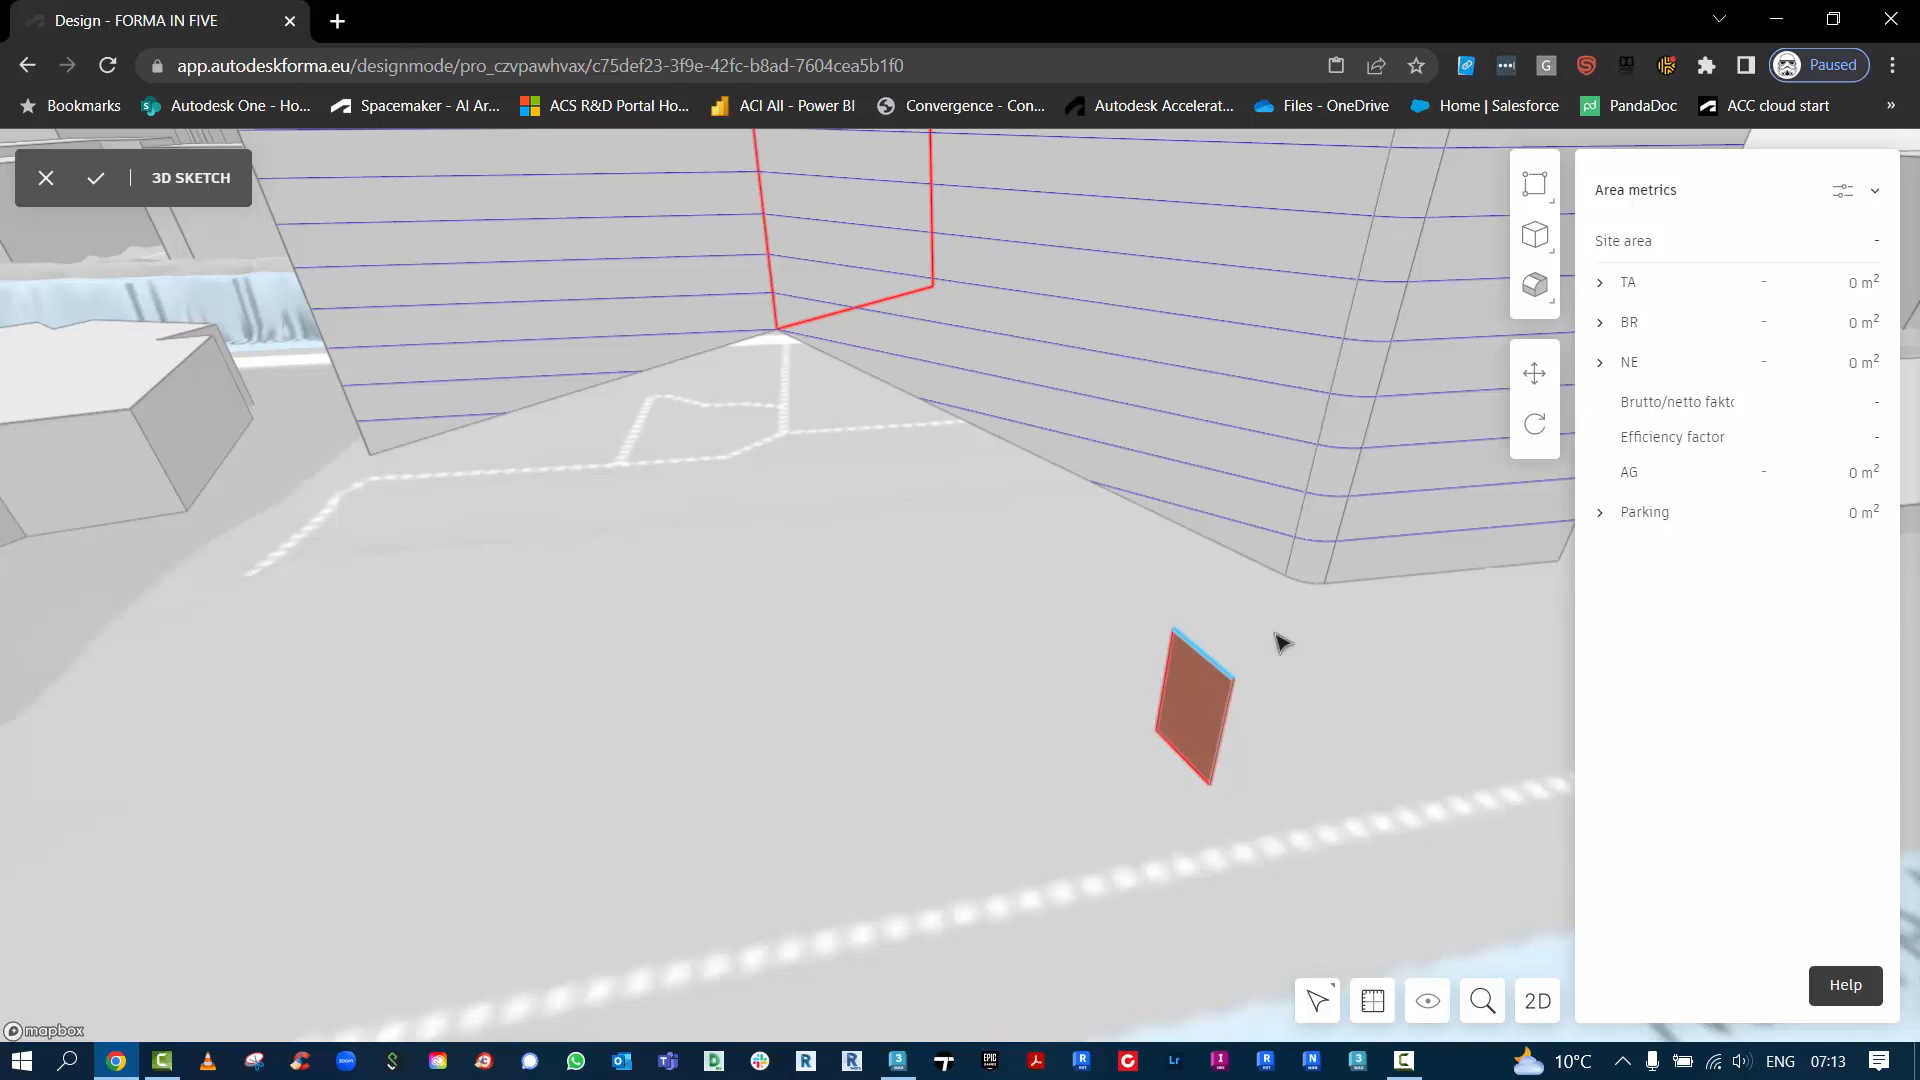 Design - FORMA IN FIVE
app.autodeskforma.eu/designmode/pro_czvpawhvax/c75def23-3f9e-42fc-b8ad-7604cea5b1f0
Paused
Bookmarks
Autodesk One - Ho...
Spacemaker - AI Ar...
ACS R&D Portal Ho...
ACI All - Power BI
Convergence - Con...
Autodesk Accelerat...
Files - OneDrive
Home | Salesforce
PandaDoc
ACC cloud start
»
3D SKETCH
Area metrics
Site area -
TA - 0 m²
BR - 0 m²
NE - 0 m²
Brutto/netto fakto -
Efficiency factor -
AG - 0 m²
Parking 0 m²
Help
2D
mapbox
10°C
ENG
07:13